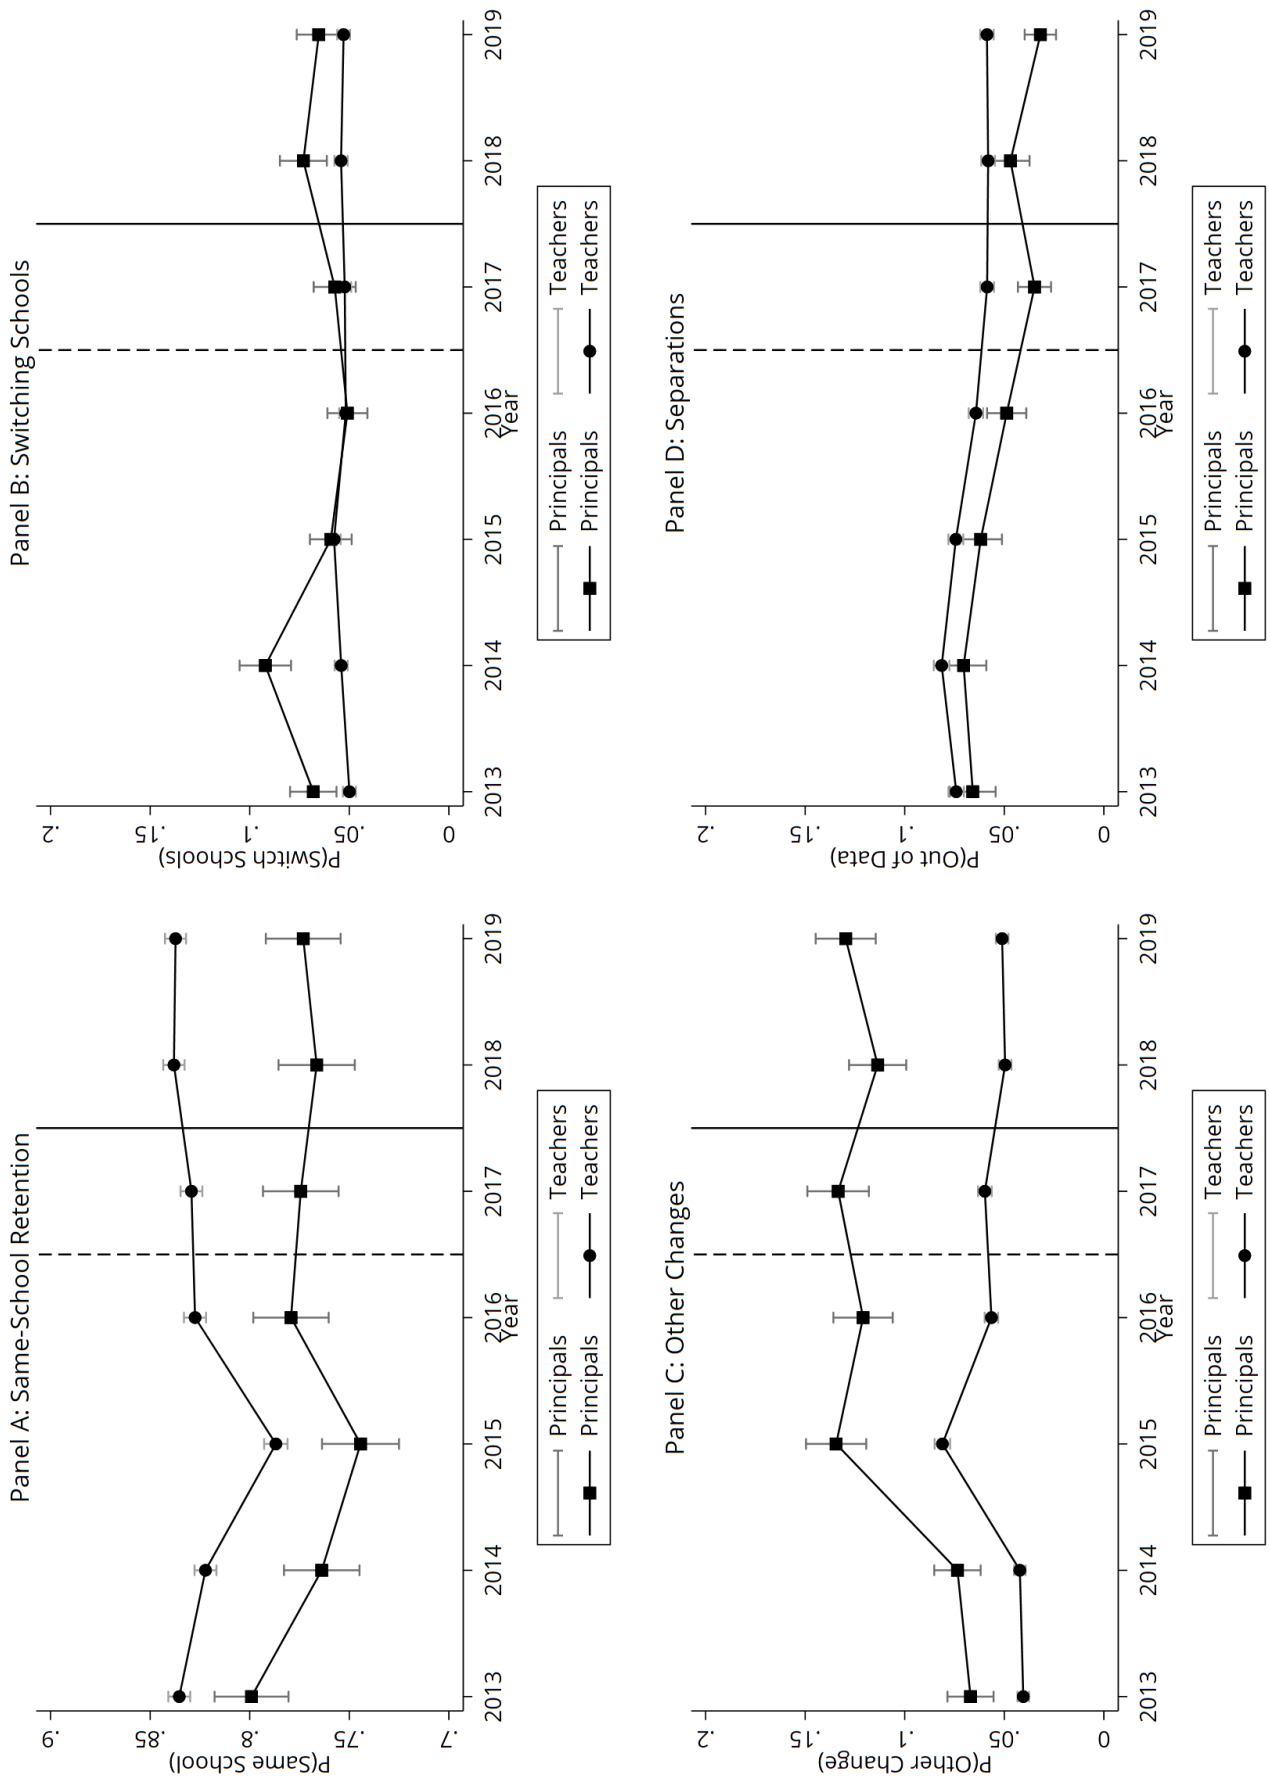 Panel A: Same-School Retention
P(Same School)
.7 .75 .8 .85 .9
2013 2014 2015 2016 2017 2018 2019
Year
Principals Teachers
Principals Teachers
Panel B: Switching Schools
P(Switch Schools)
0 .05 .1 .15 .2
2013 2014 2015 2016 2017 2018 2019
Year
Principals Teachers
Principals Teachers
Panel C: Other Changes
P(Other Change)
0 .05 .1 .15 .2
2013 2014 2015 2016 2017 2018 2019
Year
Principals Teachers
Principals Teachers
Panel D: Separations
P(Out of Data)
0 .05 .1 .15 .2
2013 2014 2015 2016 2017 2018 2019
Year
Principals Teachers
Principals Teachers